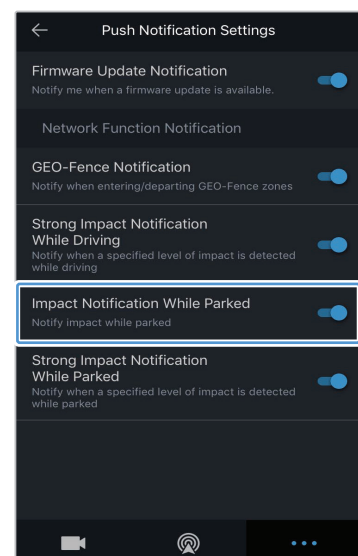 Push Notification Settings
Firmware Update Notification
Notify me when a firmware update is available.
Network Function Notification
GEO-Fence Notification
Notify when entering/departing GEO-Fence zones
Strong Impact Notification
While Driving
Notify when a specified level of impact is detected
while driving
Impact Notification While Parked
Notify impact while parked
Strong Impact Notification
While Parked
Notify when a specified level of impact is detected
while parked